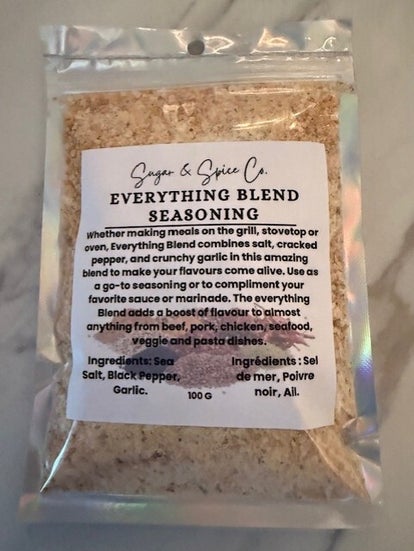 Sugar & Spice Co.
EVERYTHING BLEND
SEASONING
Whether making meals on the grill, stovetop or
oven, Everything Blend combines salt, cracked
pepper, and crunchy garlic in this amazing
blend to make your flavours come alive. Use as
a go-to seasoning or to compliment your
favorite sauce or marinade. The everything
Blend adds a boost of flavour to almost
anything from beef, pork, chicken, seafood,
veggie and pasta dishes.
Ingredients: Sea
Salt, Black Pepper,
Garlic.
100 G
Ingrédients : Sel
de mer, Poivre
noir, Ail.